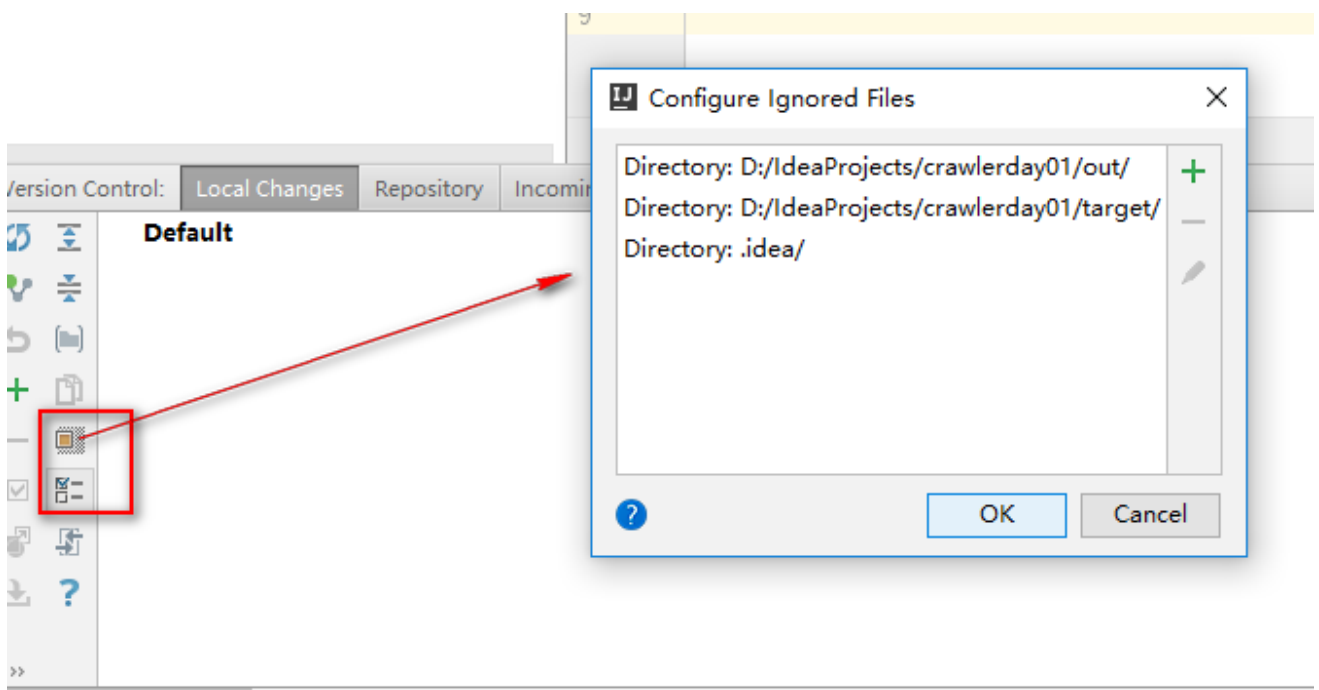 9
Configure Ignored Files
Directory: D:/IdeaProjects/crawlerday01/out/
Directory: D:/IdeaProjects/crawlerday01/target/
Directory: .idea/
Version Control: Local Changes Repository
Default
OK Cancel